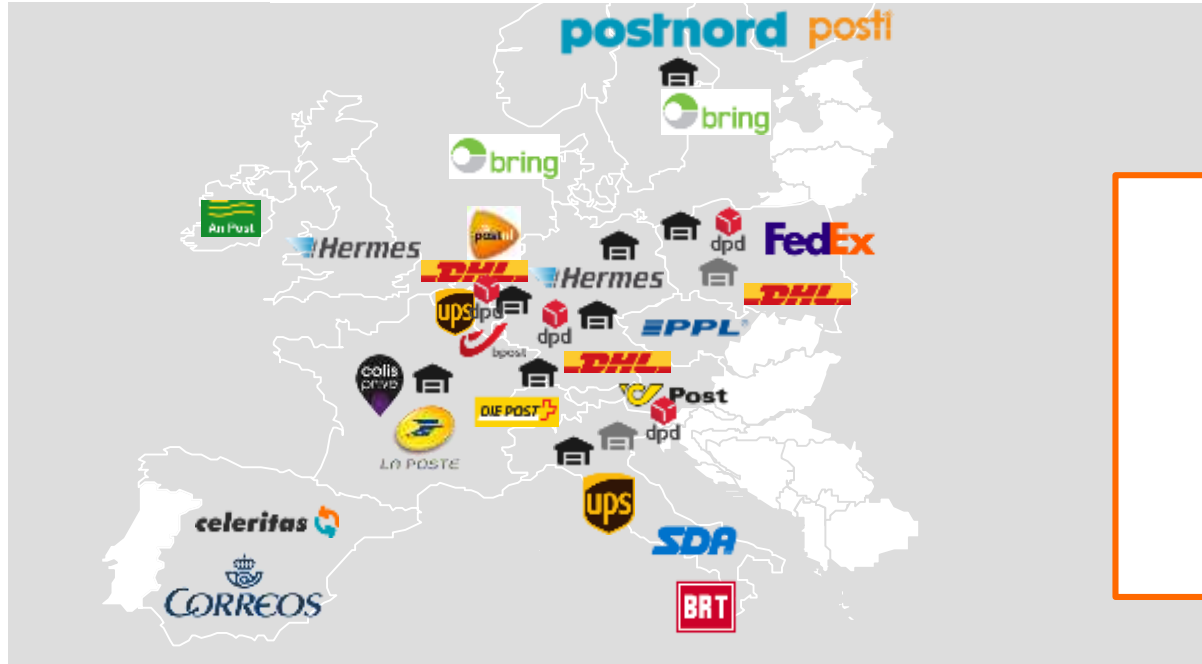 postnord posti
bring
bring
An Post
postnl
dpd
FedEx
Hermes
DHL
Hermes
DHL
ups
dpd
dpd
PPL
bpost
DHL
colis
privé
DIE POST
Post
dpd
LA POSTE
ups
celeritas
SDA
CORREOS
BRT